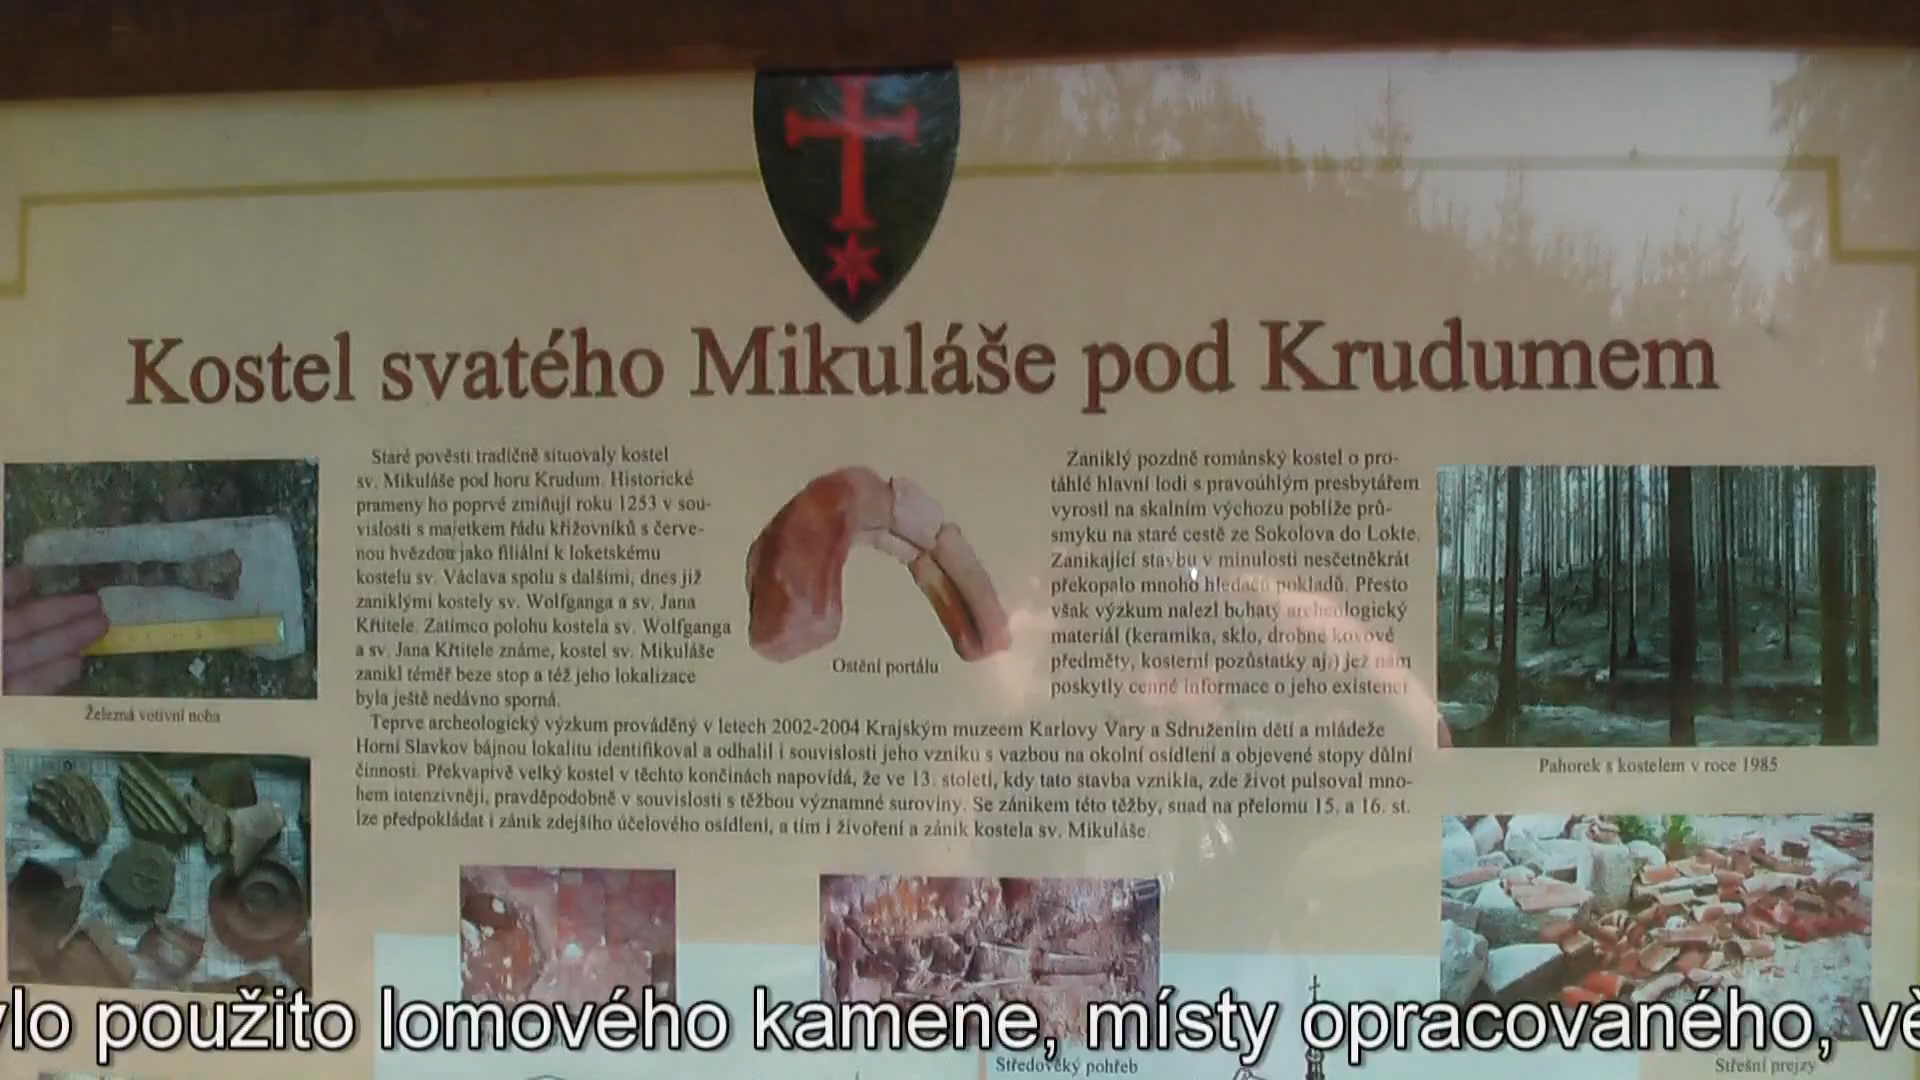 Kostel svatého Mikuláše pod Krudumem
Staré pověsti tradičně situovaly kostel
sv. Mikuláše pod horu Krudum. Historické
prameny ho poprvé zmiňují roku 1253 v sou-
vislosti s majetkem řádu křižovníků s červe-
nou hvězdou jako filiální k loketskému
kostelu sv. Václava spolu s dalšími, dnes již
zaniklými kostely sv. Wolfganga a sv. Jana
Křtitele. Zatímco polohu kostela sv. Wolfganga
a sv. Jana Křtitele známe, kostel sv. Mikuláše
zanikl téměř beze stop a též jeho lokalizace
byla ještě nedávno sporná.
Ostění portálu
Zaniklý pozdně románský kostel o pro-
táhlé hlavní lodi s pravoúhlým presbytářem
vyrostl na skalním výchozu poblíže prů-
smyku na staré cestě ze Sokolova do Lokte.
Zanikající stavbu v minulosti nesčetněkrát
překopalo mnoho hledačů pokladů. Přesto
však výzkum nalezl bohatý archeologický
materiál (keramika, sklo, drobné kovové
předměty, kosterní pozůstatky aj.) jež nám
poskytly cenné informace o jeho existenci
Teprve archeologický výzkum prováděný v letech 2002-2004 Krajským muzeem Karlovy Vary a Sdružením dětí a mládeže
Horní Slavkov bájnou lokalitu identifikoval a odhalil i souvislosti jeho vzniku s vazbou na okolní osídlení a objevené stopy důlní
činnosti. Překvapivě velký kostel v těchto končinách napovídá, že ve 13. století, kdy tato stavba vznikla, zde život pulsoval mno-
hem intenzivněji, pravděpodobně v souvislosti s těžbou významné suroviny. Se zánikem této těžby, snad na přelomu 15. a 16. st.
lze předpokládat i zánik zdejšího účelového osídlení, a tím i živoření a zánik kostela sv. Mikuláše.
Železná votivní noha
Pahorek s kostelem v roce 1985
ylo použito lomového kamene, místy opracovaného, vě
Středověký pohřeb
Střešní prejzy